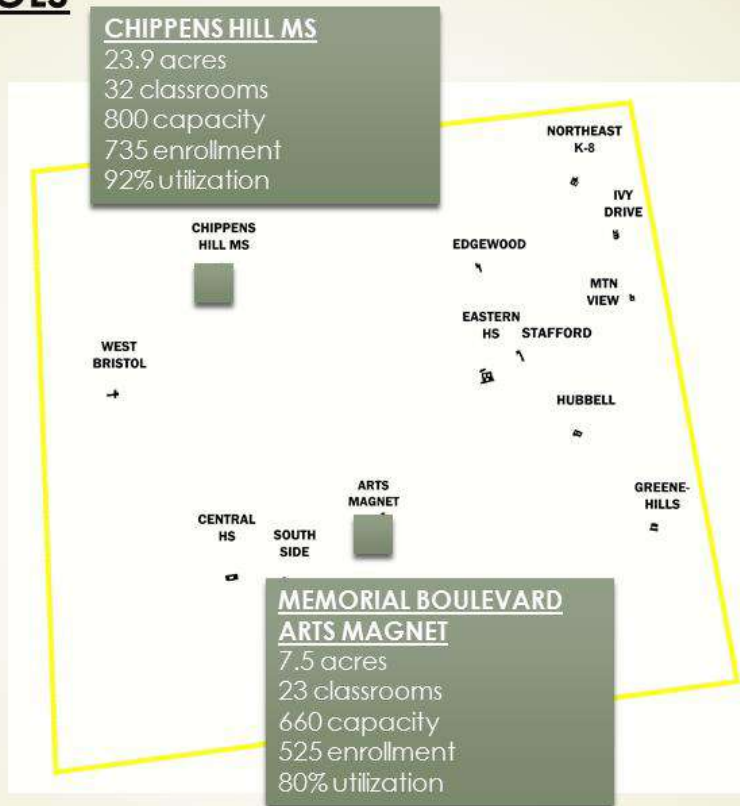 CHIPPENS HILL MS
23.9 acres
32 classrooms
800 capacity
735 enrollment
92% utilization
NORTHEAST
K-8
IVY
DRIVE
CHIPPENS
HILL MS
EDGEWOOD
MTN
VIEW
EASTERN
HS
STAFFORD
WEST
BRISTOL
HUBBELL
ARTS
MAGNET
GREENE-
HILLS
CENTRAL
HS
SOUTH
SIDE
MEMORIAL BOULEVARD
ARTS MAGNET
7.5 acres
23 classrooms
660 capacity
525 enrollment
80% utilization